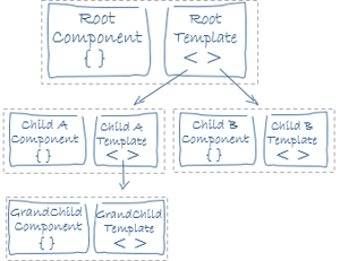 Root
Component
{ }
Root
Template
< >
Child A
Component
{ }
Child A
Template
< >
Child B
Component
{ }
Child B
Template
< >
GrandChild
Component
{ }
GrandChild
Template
< >